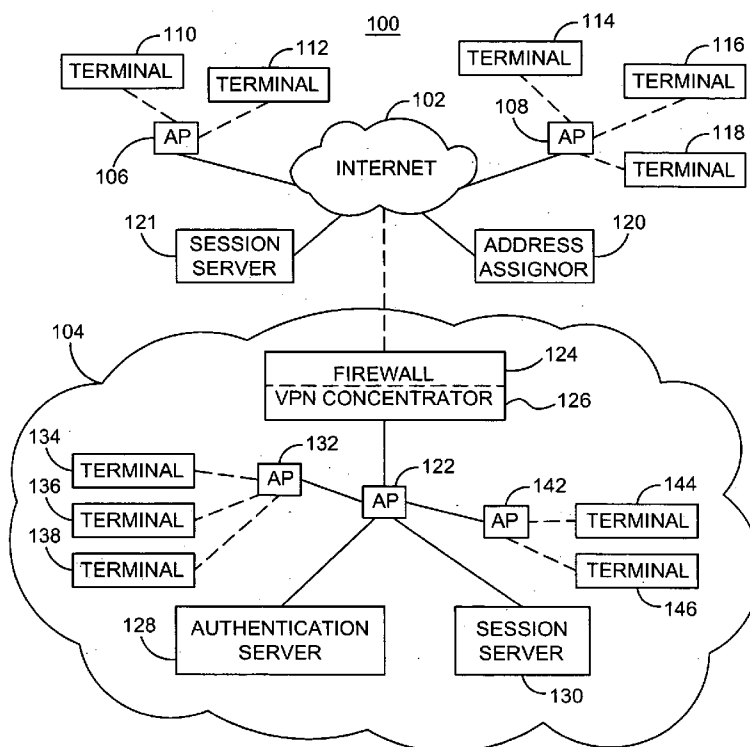 100
110
112
114
116
TERMINAL
TERMINAL
TERMINAL
TERMINAL
102
108
118
AP
AP
TERMINAL
106
INTERNET
121
SESSION
SERVER
ADDRESS
ASSIGNOR
120
104
FIREWALL
124
VPN CONCENTRATOR
126
134
TERMINAL
132
AP
122
AP
142
AP
144
TERMINAL
136
TERMINAL
138
TERMINAL
TERMINAL
146
128
AUTHENTICATION
SERVER
SESSION
SERVER
130